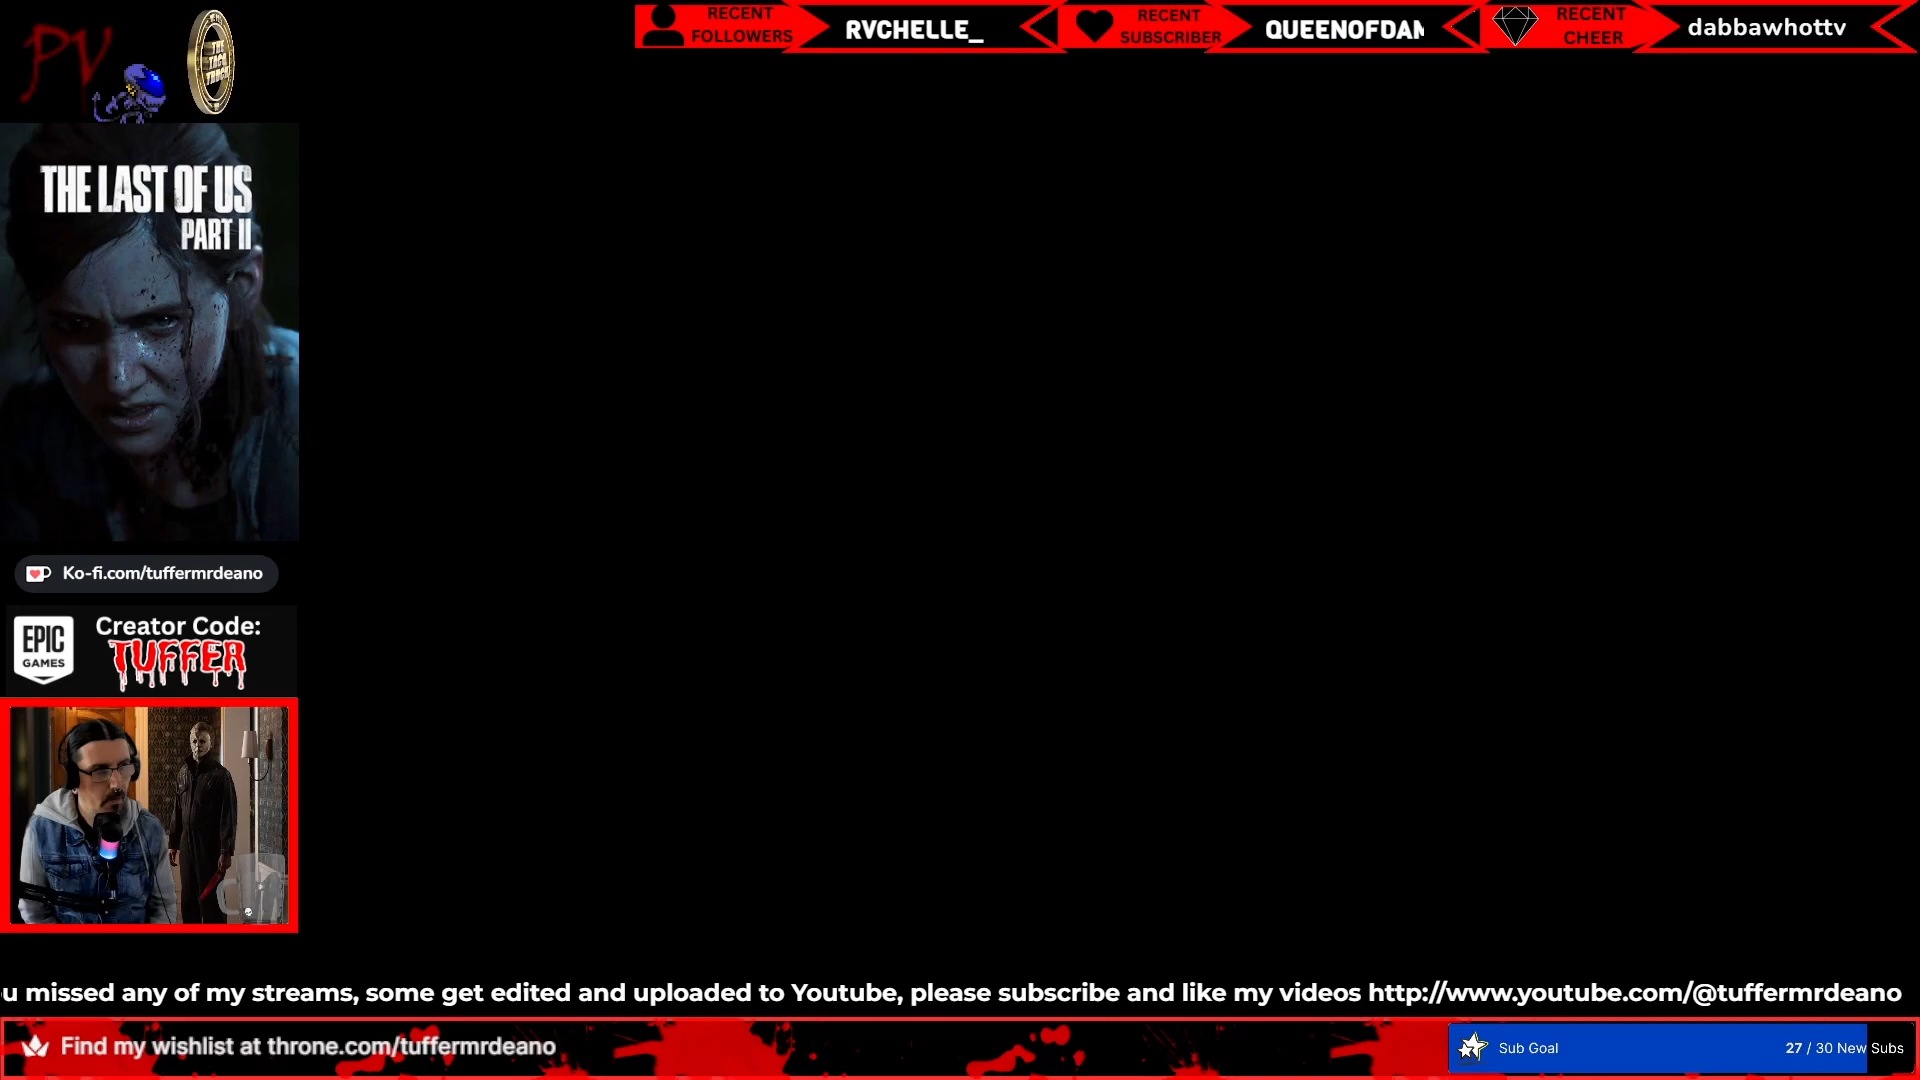 RECENT FOLLOWERS
RVCHELLE_
RECENT SUBSCRIBER
QUEENOFDAN
RECENT CHEER
dabbawhottv
PV
THE TACO THRONE
THE LAST OF US
PART II
Ko-fi.com/tuffermrdeano
EPIC GAMES
Creator Code:
TUFFER
u missed any of my streams, some get edited and uploaded to Youtube, please subscribe and like my videos http://www.youtube.com/@tuffermrdeano
Find my wishlist at throne.com/tuffermrdeano
Sub Goal
27 / 30 New Subs